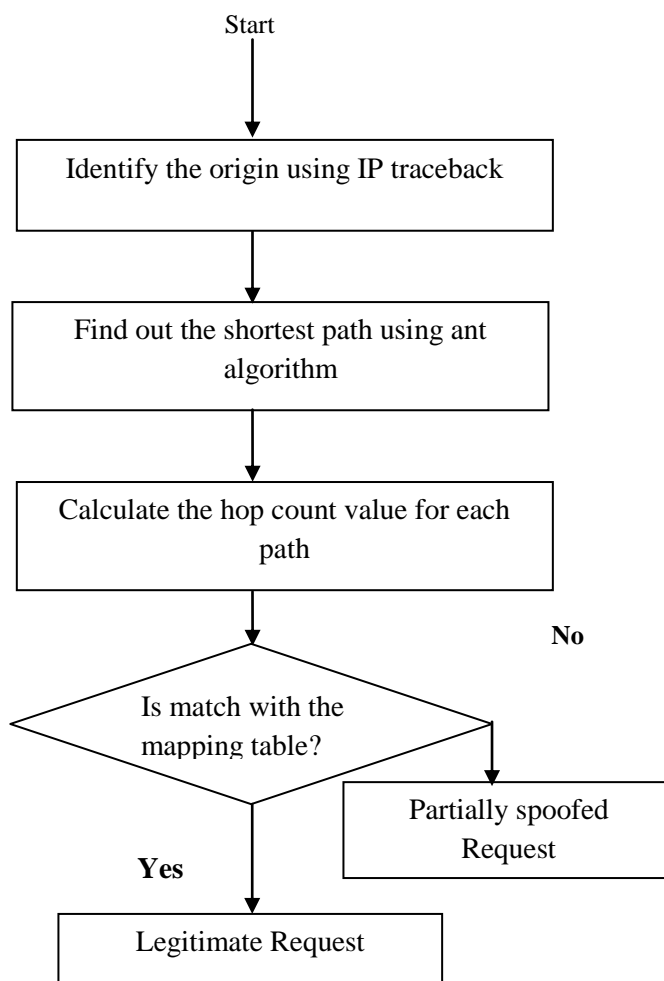 Start
Identify the origin using IP traceback
Find out the shortest path using ant
algorithm
Calculate the hop count value for each
path
No
Is match with the
mapping table?
Partially spoofed
Request
Yes
Legitimate Request